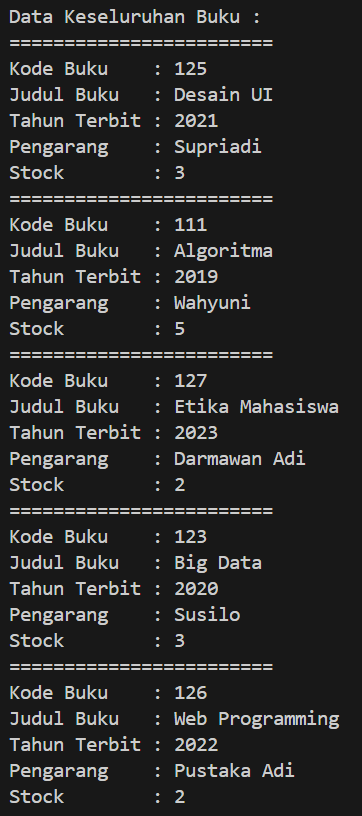 Data Keseluruhan Buku :
========================
Kode Buku    : 125
Judul Buku   : Desain UI
Tahun Terbit : 2021
Pengarang    : Supriadi
Stock        : 3
========================
Kode Buku    : 111
Judul Buku   : Algoritma
Tahun Terbit : 2019
Pengarang    : Wahyuni
Stock        : 5
========================
Kode Buku    : 127
Judul Buku   : Etika Mahasiswa
Tahun Terbit : 2023
Pengarang    : Darmawan Adi
Stock        : 2
========================
Kode Buku    : 123
Judul Buku   : Big Data
Tahun Terbit : 2020
Pengarang    : Susilo
Stock        : 3
========================
Kode Buku    : 126
Judul Buku   : Web Programming
Tahun Terbit : 2022
Pengarang    : Pustaka Adi
Stock        : 2